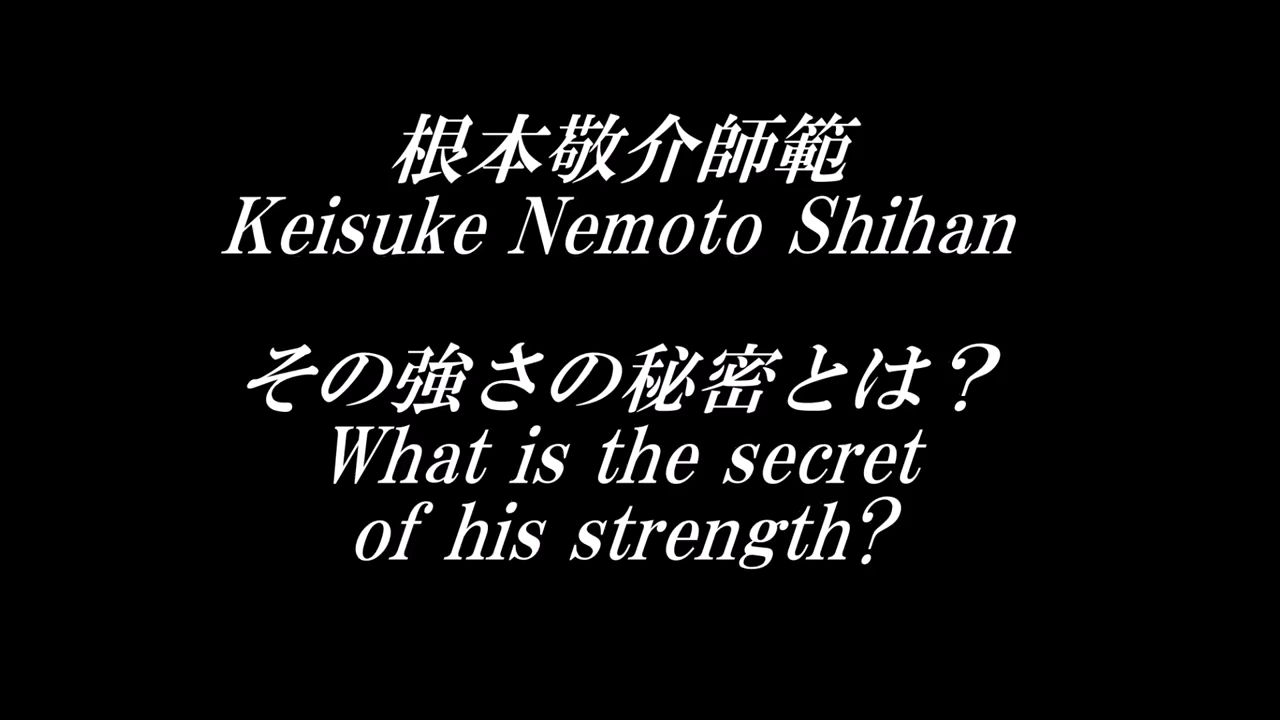 根本敬介師範
Keisuke Nemoto Shihan
その強さの秘密とは？
What is the secret
of his strength?